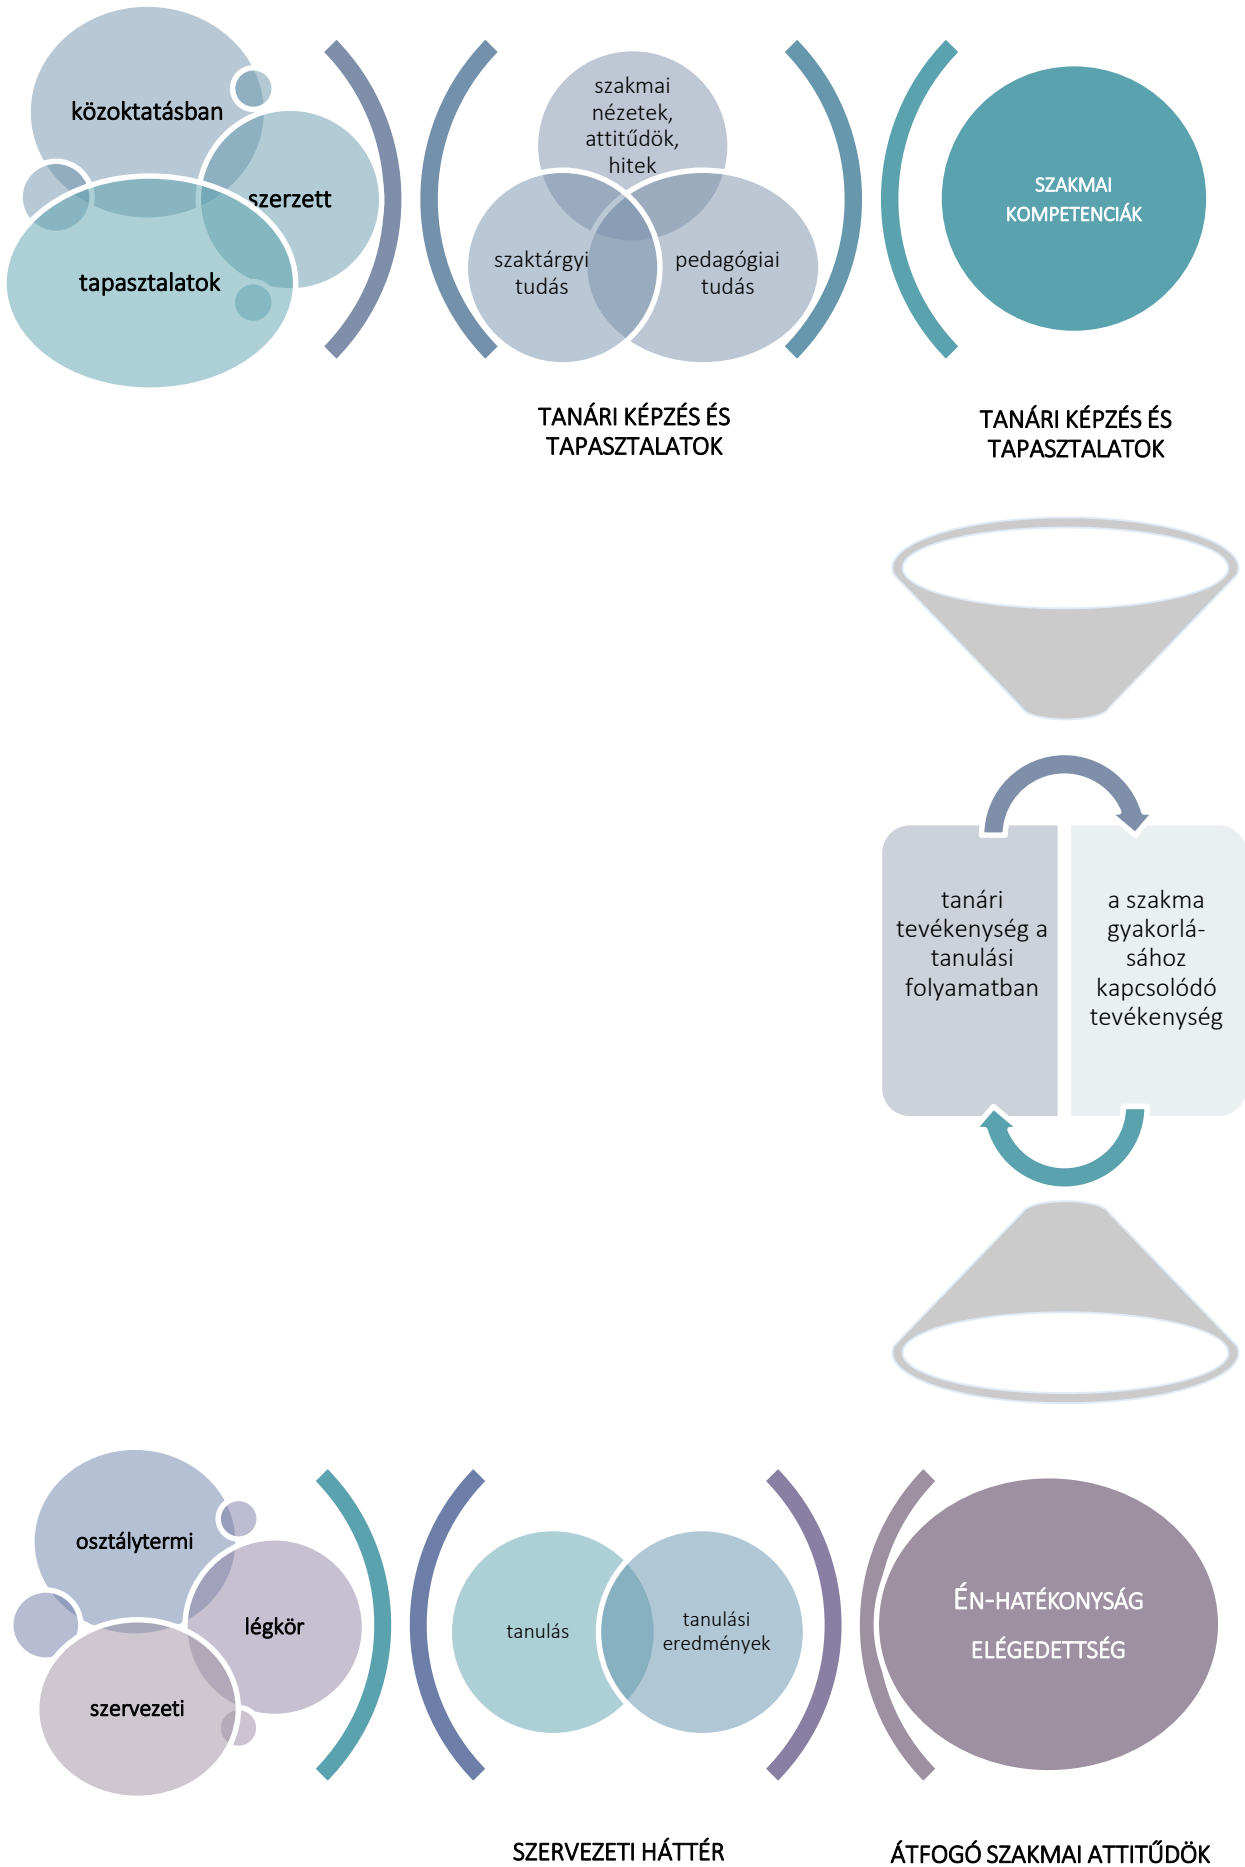 közoktatásban
szerzett
tapasztalatok
szakmai
nézetek,
attitűdök,
hitek
szaktárgyi
tudás
pedagógiai
tudás
SZAKMAI
KOMPETENCIÁK
TANÁRI KÉPZÉS ÉS
TAPASZTALATOK
TANÁRI KÉPZÉS ÉS
TAPASZTALATOK
tanári
tevékenység a
tanulási
folyamatban
a szakma
gyakorlá-
sához
kapcsolódó
tevékenység
osztálytermi
légkör
szervezeti
tanulás
tanulási
eredmények
ÉN-HATÉKONYSÁG
ELÉGEDETTSÉG
SZERVEZETI HÁTTÉR
ÁTFOGÓ SZAKMAI ATTITŰDÖK